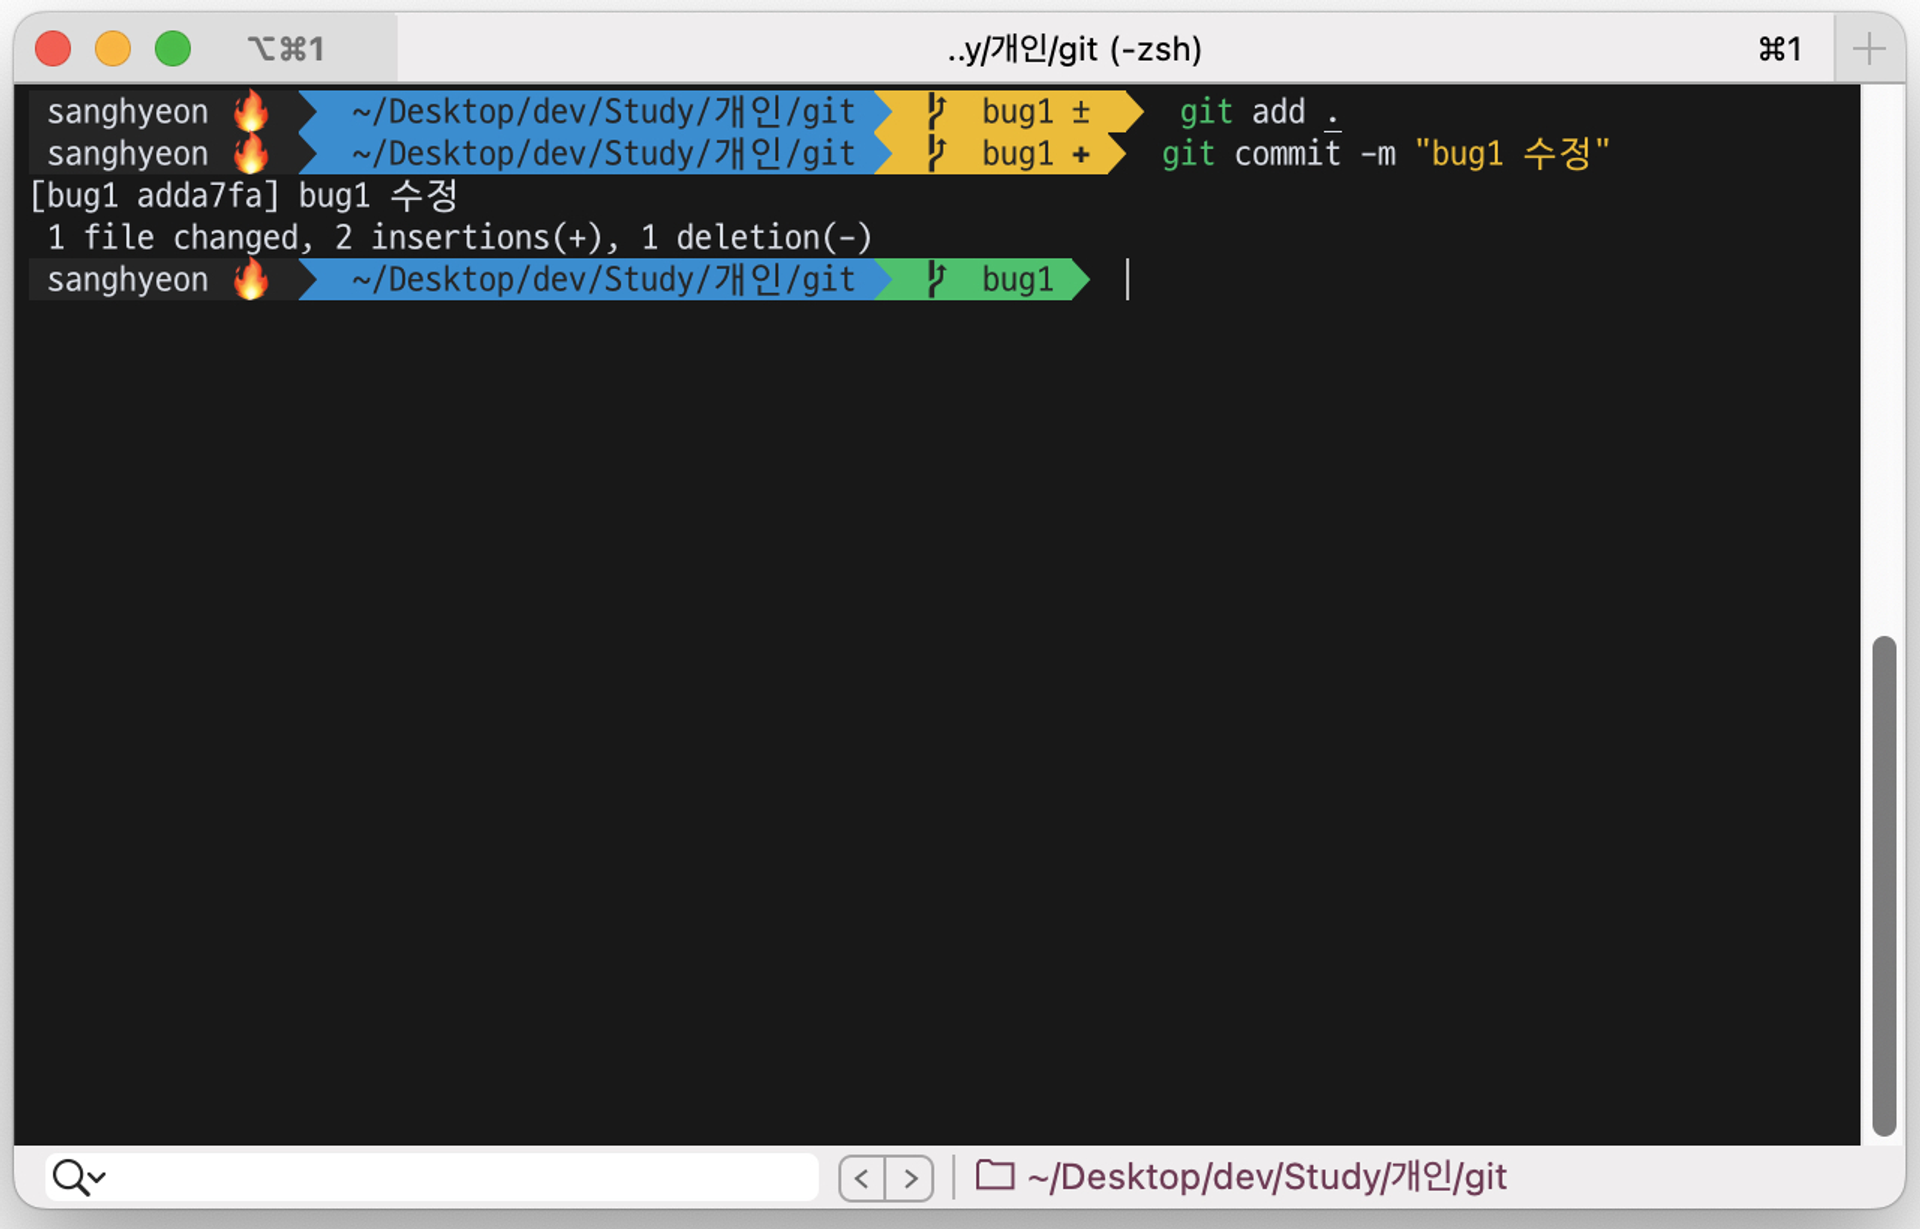 ⌥⌘1 ..y/개인/git (-zsh) ⌘1
sanghyeon 🔥 ~/Desktop/dev/Study/개인/git bug1 ± git add .
sanghyeon 🔥 ~/Desktop/dev/Study/개인/git bug1 ✚ git commit -m "bug1 수정"
[bug1 adda7fa] bug1 수정
1 file changed, 2 insertions(+), 1 deletion(-)
sanghyeon 🔥 ~/Desktop/dev/Study/개인/git bug1
~/Desktop/dev/Study/개인/git